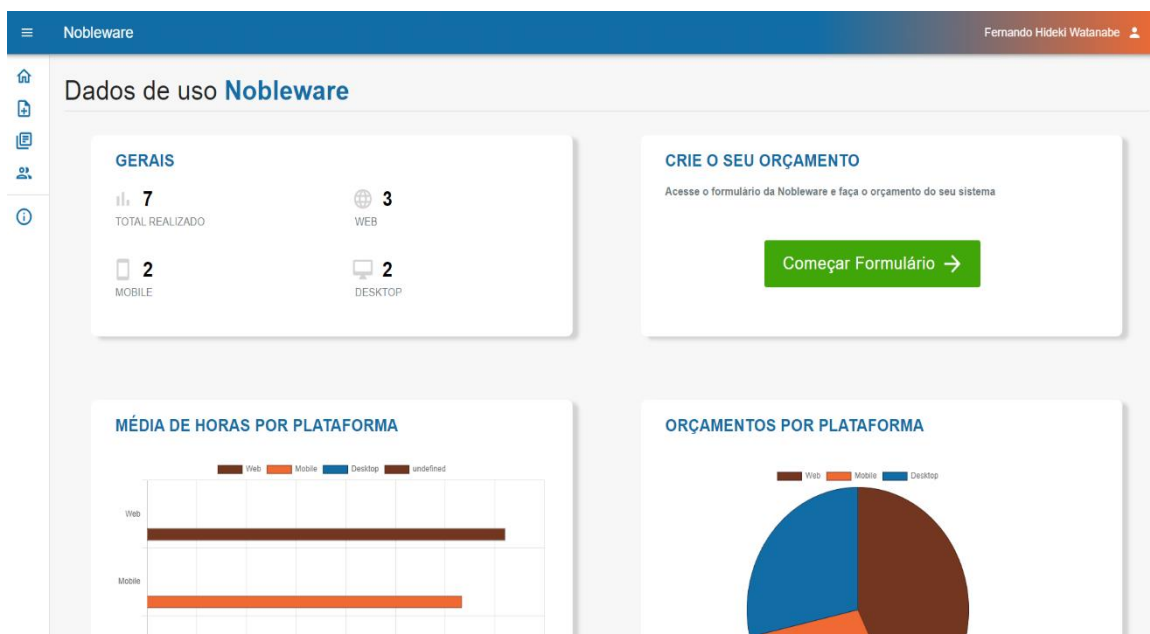 Nobleware
Fernando Hideki Watanabe
Dados de uso Nobleware
GERAIS
7
TOTAL REALIZADO
3
WEB
2
MOBILE
2
DESKTOP
CRIE O SEU ORÇAMENTO
Acesse o formulário da Nobleware e faça o orçamento do seu sistema
Começar Formulário →
MÉDIA DE HORAS POR PLATAFORMA
Web Mobile Desktop undefined
Web
Mobile
ORÇAMENTOS POR PLATAFORMA
Web Mobile Desktop